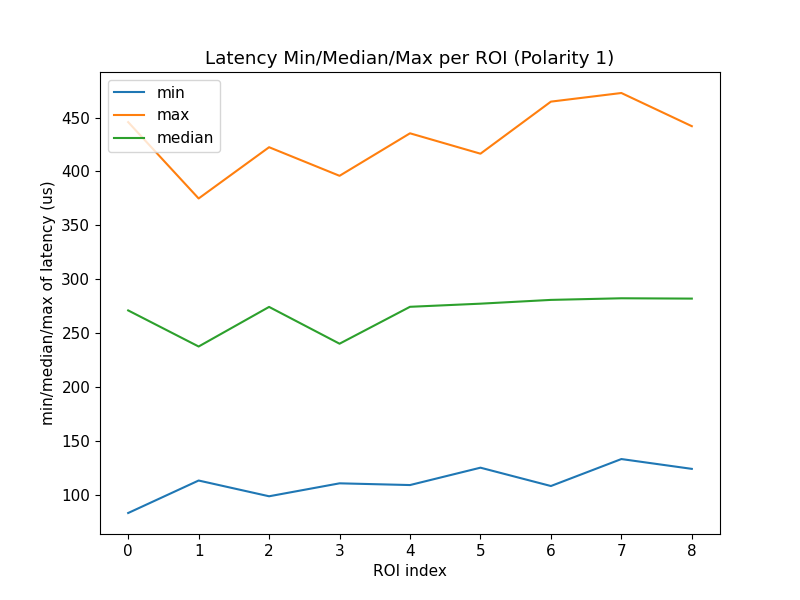 Latency Min/Median/Max per ROI (Polarity 1)
min
max
median
min/median/max of latency (us)
450
400
350
300
250
200
150
100
0 1 2 3 4 5 6 7 8
ROI index